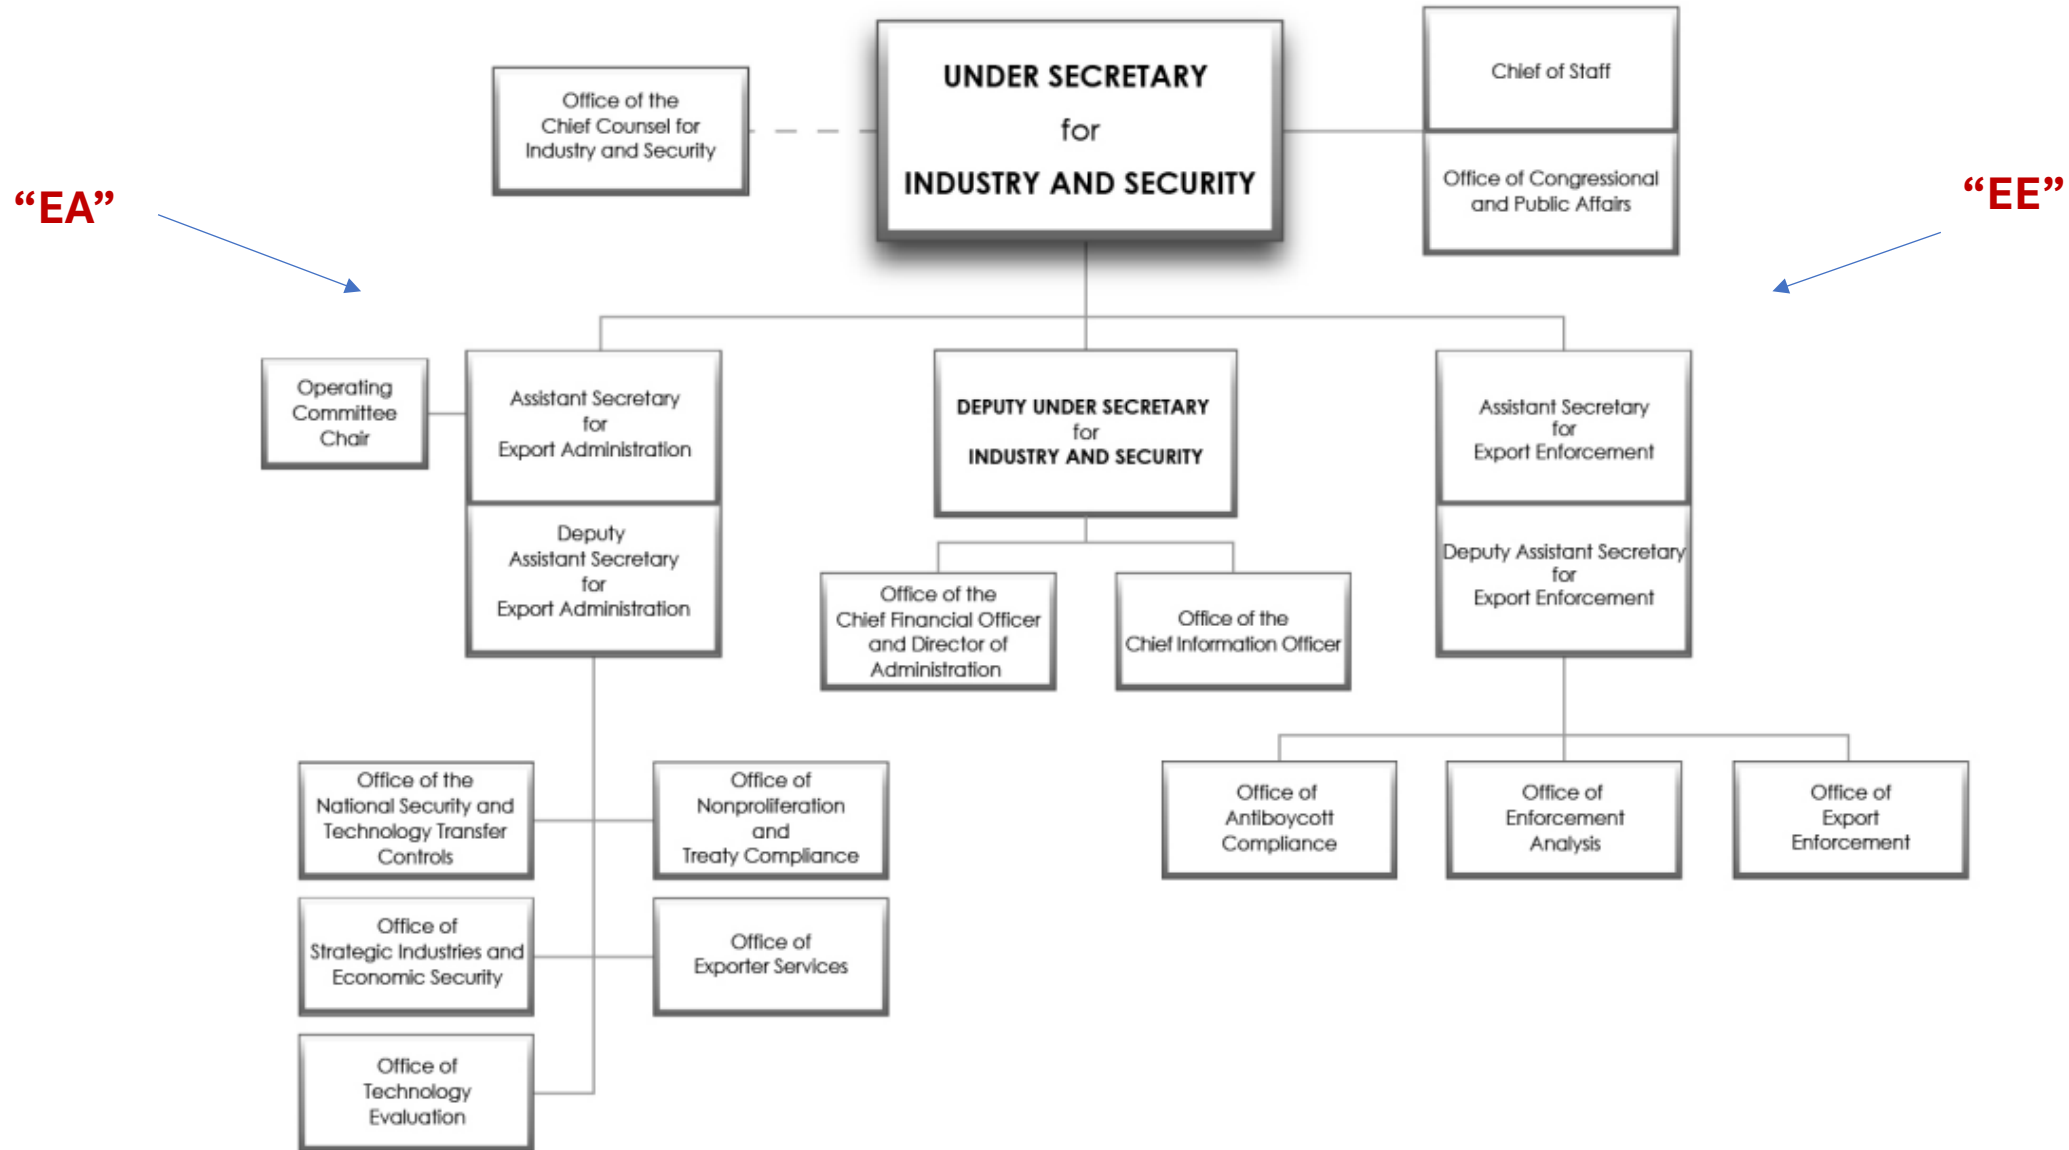 Office of the
Chief Counsel for
Industry and Security
UNDER SECRETARY
for
INDUSTRY AND SECURITY
Chief of Staff
Office of Congressional
and Public Affairs
“EA”
“EE”
Operating
Committee
Chair
Assistant Secretary
for
Export Administration
Deputy
Assistant Secretary
for
Export Administration
DEPUTY UNDER SECRETARY
for
INDUSTRY AND SECURITY
Office of the
Chief Financial Officer
and Director of
Administration
Office of the
Chief Information Officer
Assistant Secretary
for
Export Enforcement
Deputy Assistant Secretary
for
Export Enforcement
Office of the
National Security and
Technology Transfer
Controls
Office of
Nonproliferation
and
Treaty Compliance
Office of
Strategic Industries and
Economic Security
Office of
Exporter Services
Office of
Technology
Evaluation
Office of
Antiboycott
Compliance
Office of
Enforcement
Analysis
Office of
Export
Enforcement